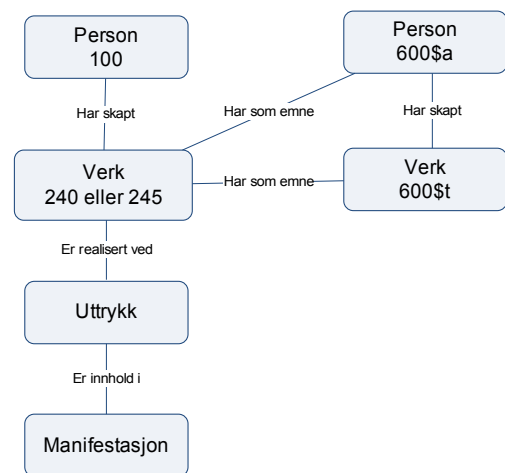 Person
100
Person
600$a
Har skapt
Har som emne
Har skapt
Verk
240 eller 245
Har som emne
Verk
600$t
Er realisert ved
Uttrykk
Er innhold i
Manifestasjon